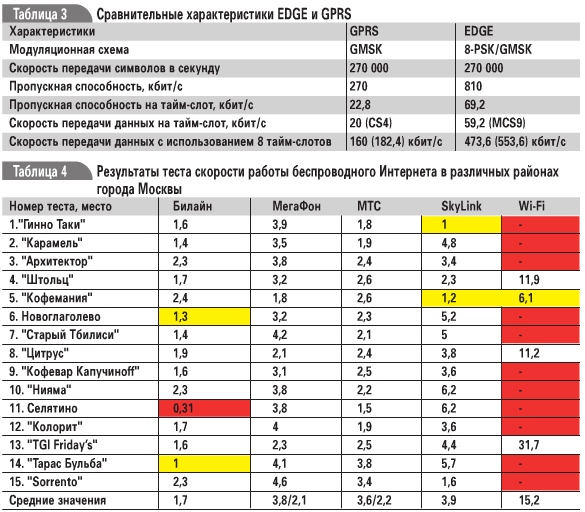 Таблица 3 Сравнительные характеристики EDGE и GPRS
Характеристики GPRS EDGE
Модуляционная схема GMSK 8-PSK/GMSK
Скорость передачи символов в секунду 270 000 270 000
Пропускная способность, кбит/с 270 810
Пропускная способность на тайм-слот, кбит/с 22,8 69,2
Скорость передачи данных на тайм-слот, кбит/с 20 (CS4) 59,2 (MCS9)
Скорость передачи данных с использованием 8 тайм-слотов 160 (182,4) кбит/с 473,6 (553,6) кбит/с
Таблица 4 Результаты теста скорости работы беспроводного Интернета в различных районах
города Москвы
Номер теста, место Билайн МегаФон МТС SkyLink Wi-Fi
1."Гинно Таки" 1,6 3,9 1,8 1 -
2. "Карамель" 1,4 3,5 1,9 4,8 -
3. "Архитектор" 2,3 3,8 2,4 3,4 -
4. "Штольц" 1,7 3,2 2,6 2,3 11,9
5. "Кофемания" 2,4 1,8 2,6 1,2 6,1
6. Новоглаголево 1,3 3,2 2,3 5,2 -
7. "Старый Тбилиси" 1,4 4,2 2,1 5 -
8. "Цитрус" 1,9 2,1 2,4 3,8 11,2
9. "Кофевар Капучиноff" 1,6 3,1 2,5 3,6 -
10. "Нияма" 2,3 3,8 2,2 6,2 -
11. Селятино 0,31 3,8 1,5 6,2 -
12. "Колорит" 1,7 4 1,9 3,6 -
13. "TGI Friday's" 1,6 2,3 2,5 4,4 31,7
14. "Тарас Бульба" 1 4,1 3,8 5,7 -
15. "Sorrento" 2,3 4,6 3,4 1,6 -
Средние значения 1,7 3,8/2,1 3,6/2,2 3,9 15,2